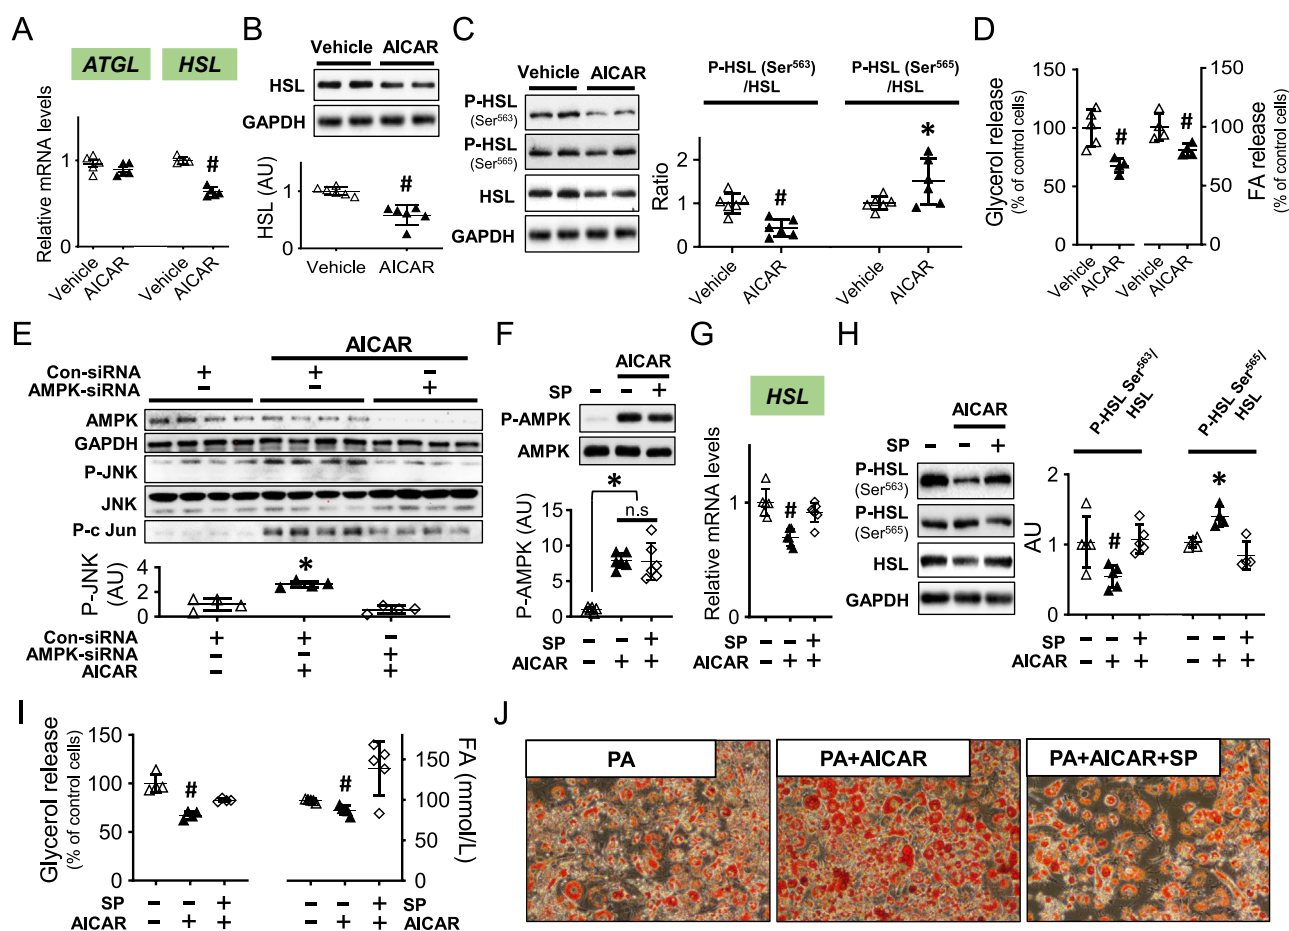 A
ATGL
HSL
Relative mRNA levels
1
0
Vehicle
AICAR
Vehicle
AICAR
B
Vehicle AICAR
HSL
GAPDH
HSL (AU)
2
1
0
#
Vehicle AICAR
C
Vehicle AICAR
P-HSL
(Ser563)
P-HSL
(Ser565)
HSL
GAPDH
P-HSL (Ser563)
/HSL
P-HSL (Ser565)
/HSL
Ratio
2
1
0
#
*
Vehicle
AICAR
Vehicle
AICAR
D
Glycerol release
(% of control cells)
150
100
50
0
#
#
150
100
50
0
FA release
(% of control cells)
Vehicle
AICAR
Vehicle
AICAR
E
AICAR
Con-siRNA + + −
AMPK-siRNA − − +
AMPK
GAPDH
P-JNK
JNK
P-c Jun
P-JNK
(AU)
4
2
0
*
Con-siRNA + + −
AMPK-siRNA − − +
AICAR − + +
F
AICAR
SP − − +
P-AMPK
AMPK
P-AMPK (AU)
15
10
5
0
*
n.s
SP − − +
AICAR − + +
G
HSL
Relative mRNA levels
1
0
#
SP − − +
AICAR − + +
H
AICAR
SP − − +
P-HSL
(Ser563)
P-HSL
(Ser565)
HSL
GAPDH
P-HSL Ser563/
HSL
P-HSL Ser565/
HSL
AU
2
1
0
#
*
SP − − + − − +
AICAR − + + − + +
I
Glycerol release
(% of control cells)
150
100
50
0
#
#
150
100
50
0
FA (mmol/L)
− − + − − + SP
AICAR − + + − + + AICAR
J
PA
PA+AICAR
PA+AICAR+SP